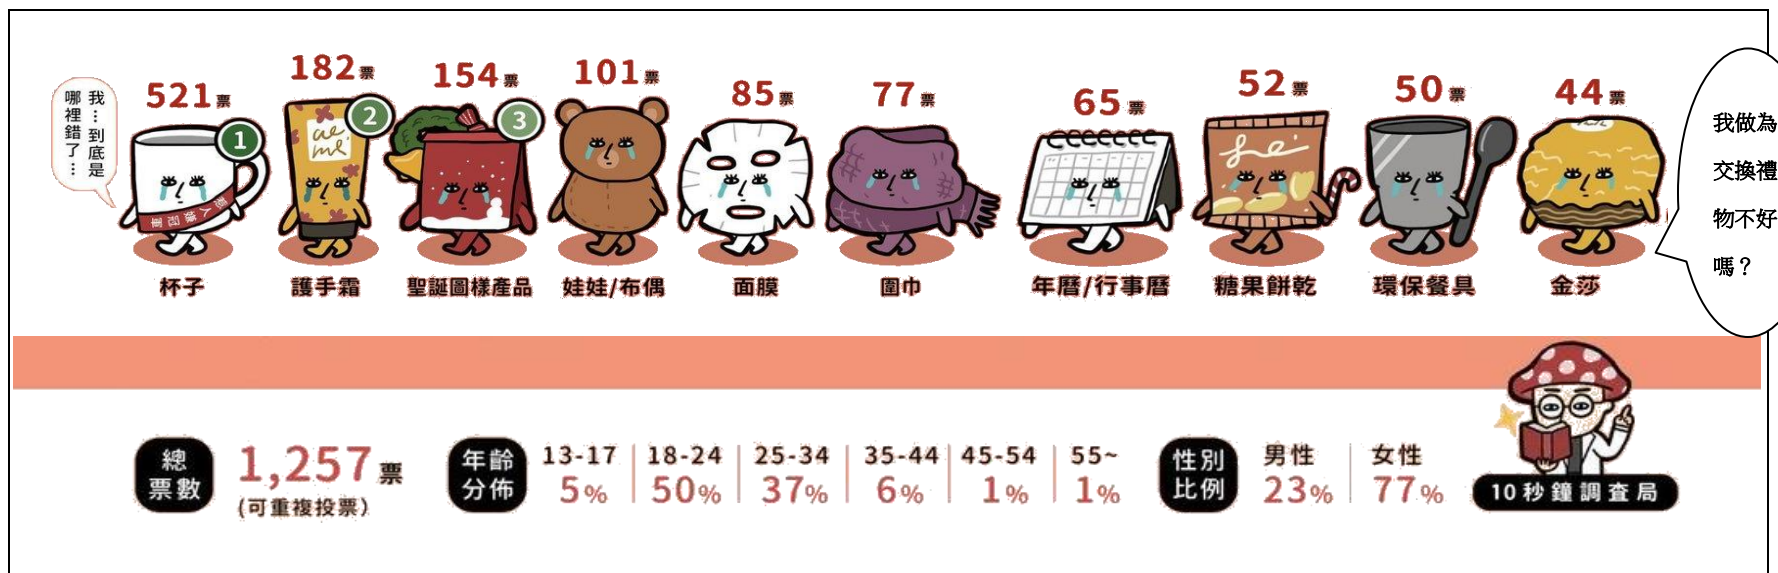 我…到底是
哪裡錯了…
521票
182票
154票
101票
85票
77票
65票
52票
50票
44票
1
2
3
冠軍
杯子
護手霜
聖誕圖樣產品
娃娃/布偶
面膜
圍巾
年曆/行事曆
糖果餅乾
環保餐具
金莎
我做為
交換禮
物不好
嗎？
總
票數
1,257票
(可重複投票)
年齡
分佈
13-17
5%
18-24
50%
25-34
37%
35-44
6%
45-54
1%
55~
1%
性別
比例
男性
23%
女性
77%
10秒鐘調查局